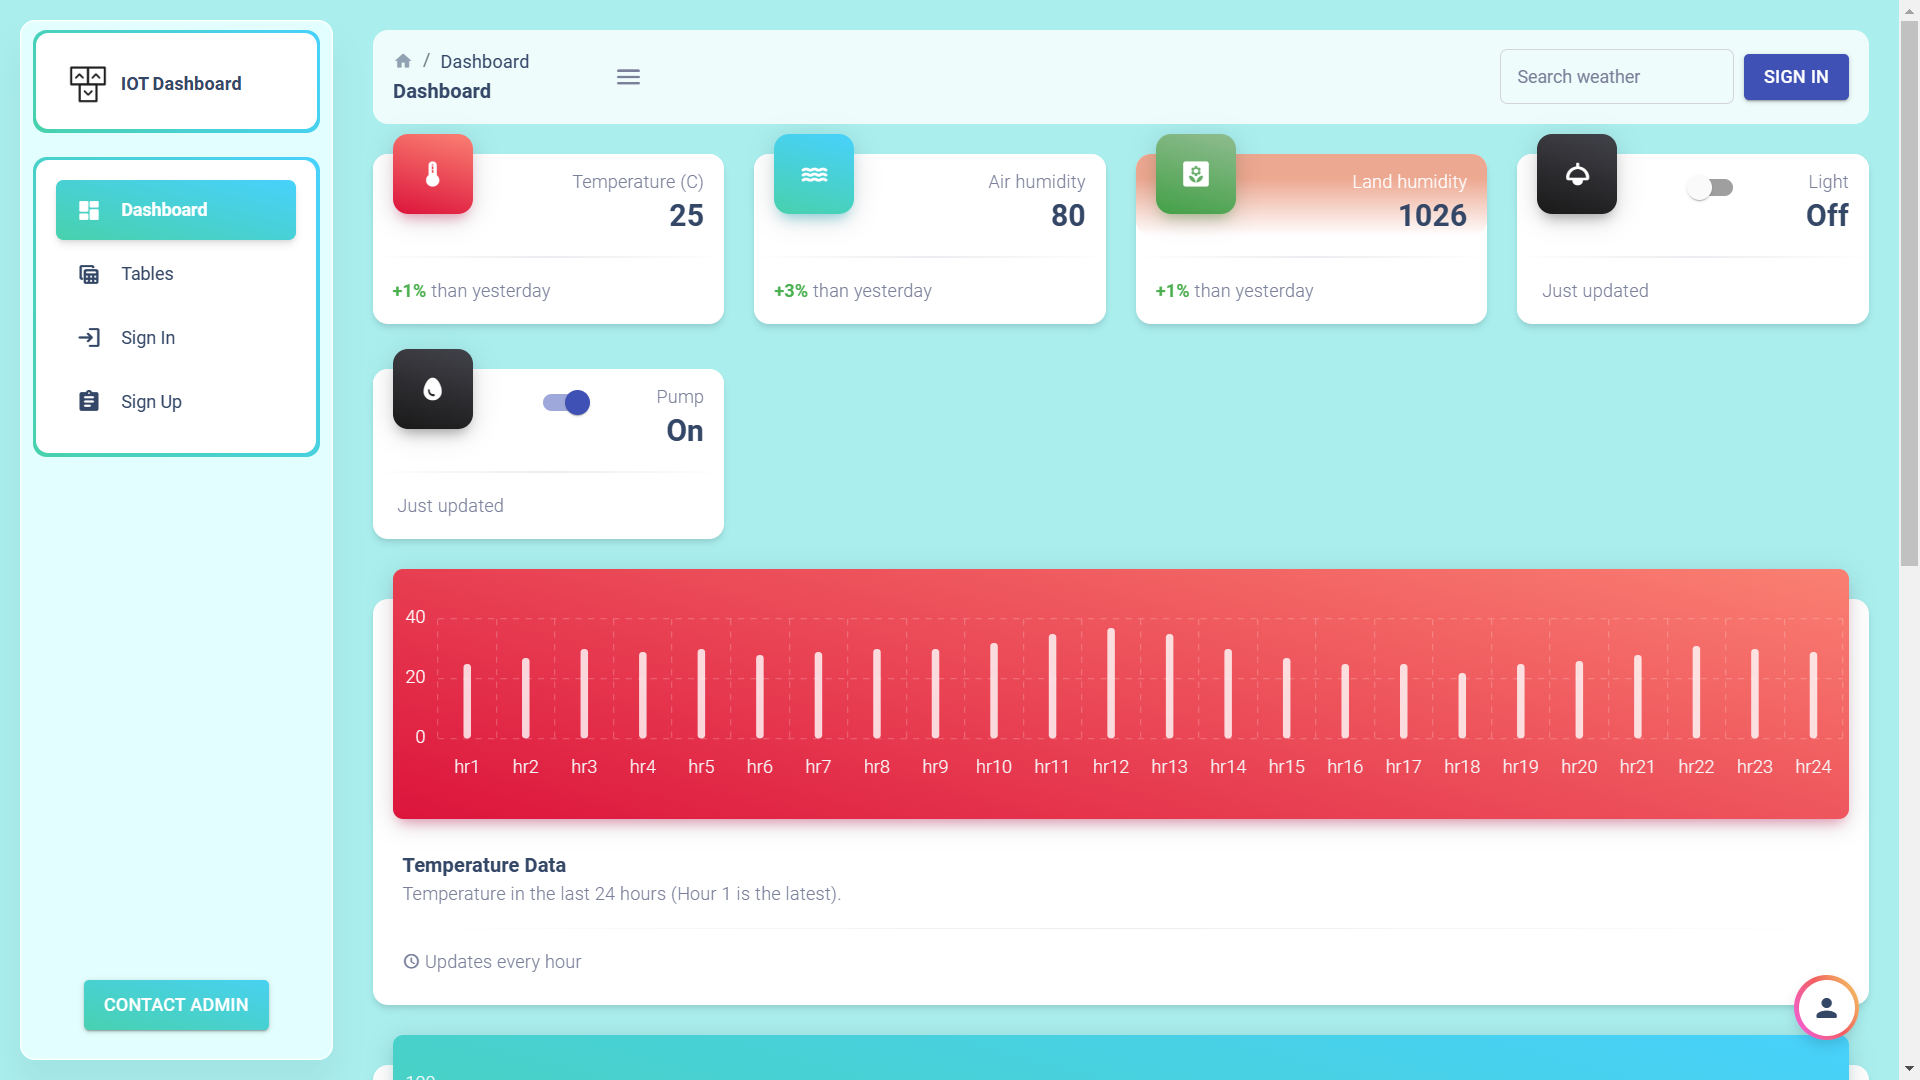 IOT Dashboard
Dashboard
Tables
Sign In
Sign Up
CONTACT ADMIN
/ Dashboard
Dashboard
Search weather
SIGN IN
Temperature (C)
25
+1% than yesterday
Air humidity
80
+3% than yesterday
Land humidity
1026
+1% than yesterday
Light
Off
Just updated
Pump
On
Just updated
40
20
0
hr1 hr2 hr3 hr4 hr5 hr6 hr7 hr8 hr9 hr10 hr11 hr12 hr13 hr14 hr15 hr16 hr17 hr18 hr19 hr20 hr21 hr22 hr23 hr24
Temperature Data
Temperature in the last 24 hours (Hour 1 is the latest).
Updates every hour